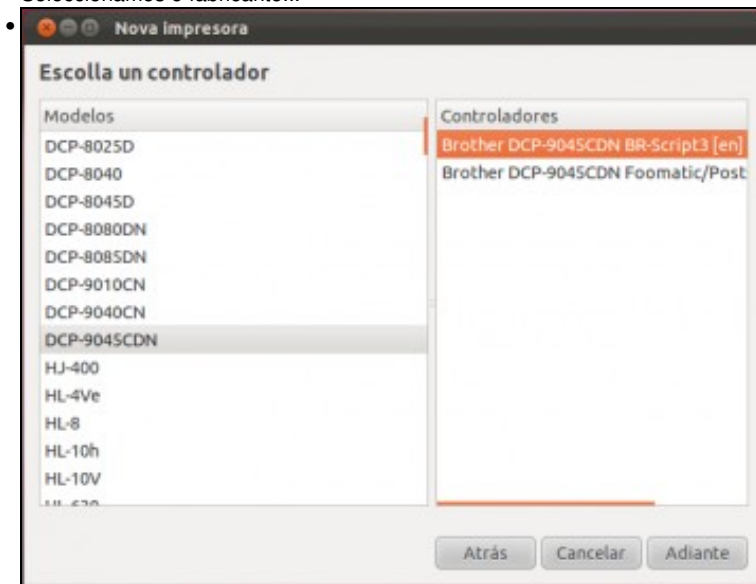 Nova impresora
Escolla un controlador
Modelos
Controladores
DCP-8025D
Brother DCP-9045CDN BR-Script3 [en]
DCP-8040
Brother DCP-9045CDN Foomatic/Post
DCP-8045D
DCP-8080DN
DCP-8085DN
DCP-9010CN
DCP-9040CN
DCP-9045CDN
HJ-400
HL-4Ve
HL-8
HL-10h
HL-10V
Atrás
Cancelar
Adiante